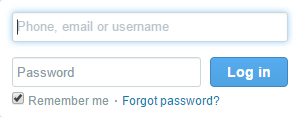 Phone, email or username
Password Log in
Remember me · Forgot password?